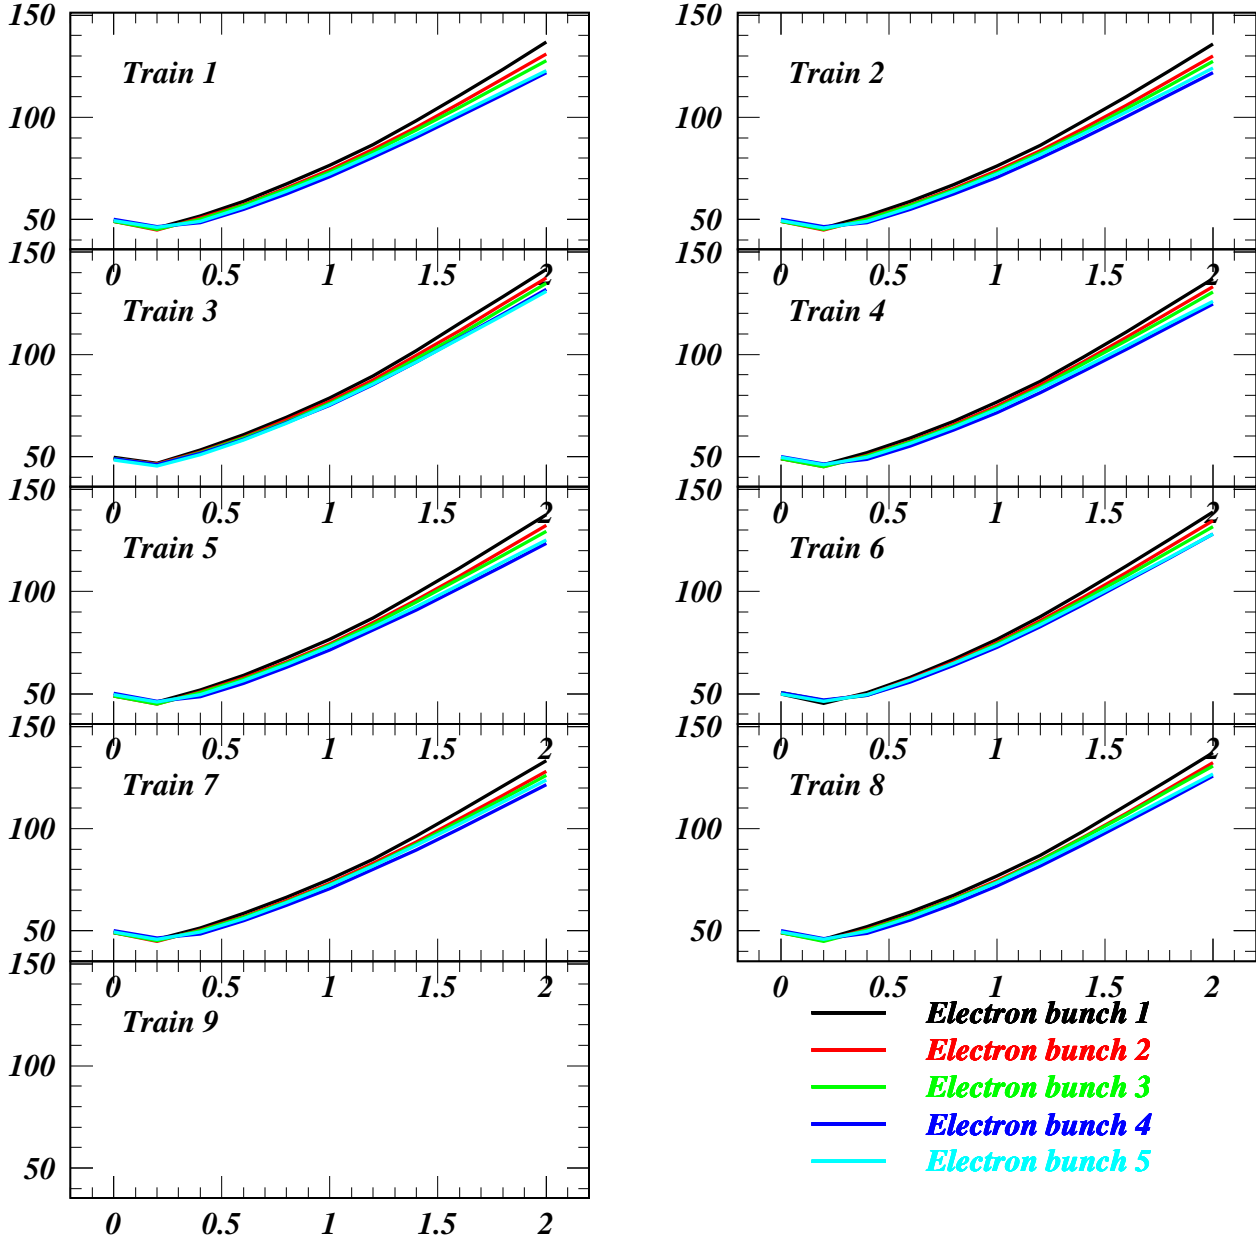 150 150
Train 1 Train 2
100 100
50 50
150 0 0.5 1 1.5 2 150 0 0.5 1 1.5 2
Train 3 Train 4
100 100
50 50
150 0 0.5 1 1.5 2 150 0 0.5 1 1.5 2
Train 5 Train 6
100 100
50 50
150 0 0.5 1 1.5 2 150 0 0.5 1 1.5 2
Train 7 Train 8
100 100
50 50
150 0 0.5 1 1.5 2 0 0.5 1 1.5 2
Train 9 Electron bunch 1
Electron bunch 2
100 Electron bunch 3
Electron bunch 4
50 Electron bunch 5
0 0.5 1 1.5 2